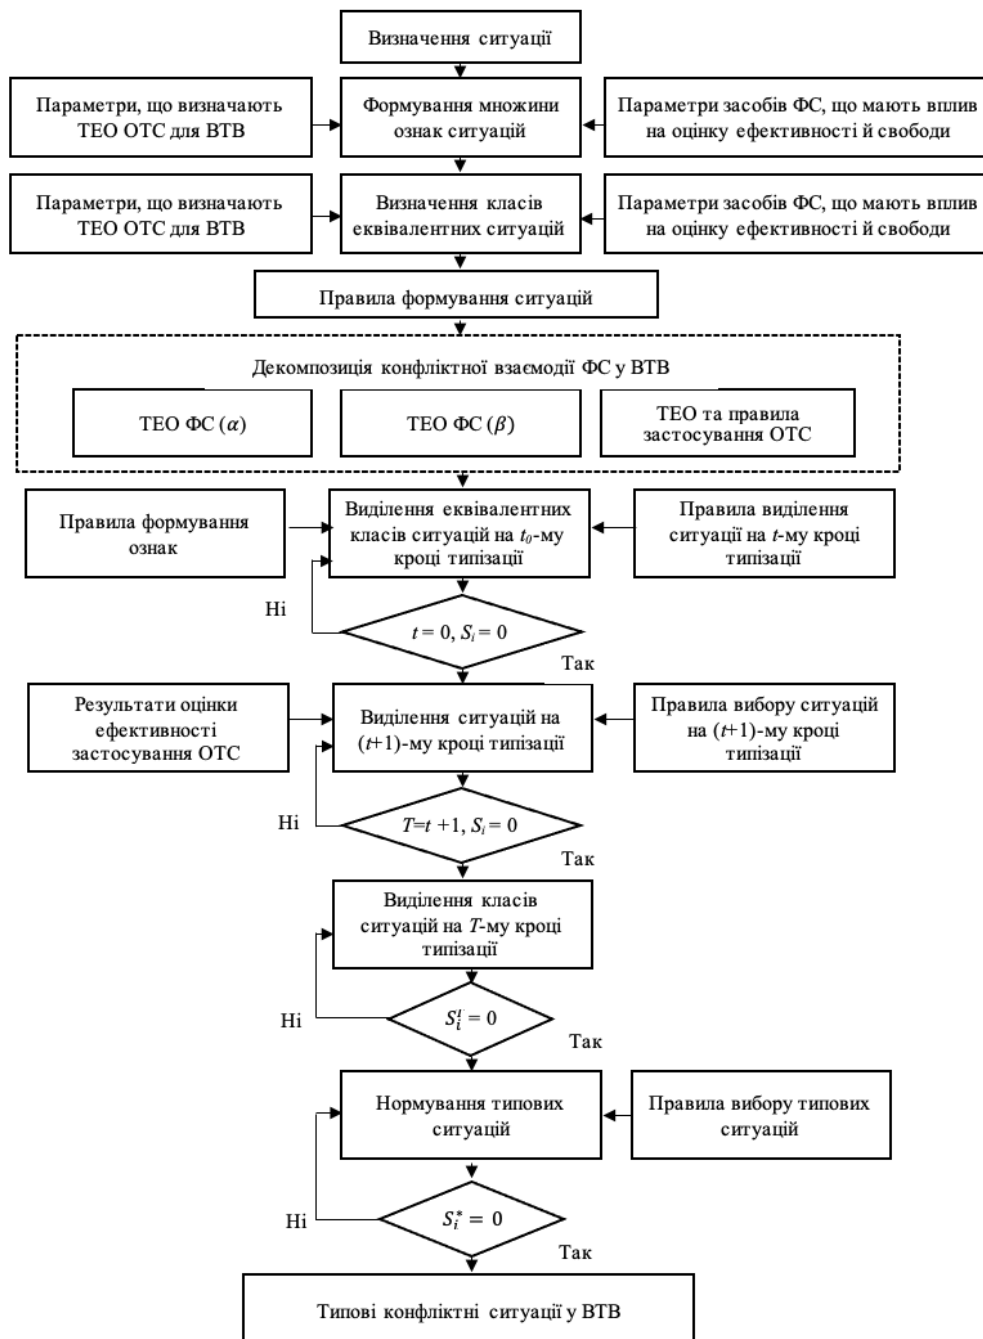 Визначення ситуації
Параметри, що визначають
ТЕО ОТС для ВТВ
Формування множини
ознак ситуацій
Параметри засобів ФС, що мають вплив
на оцінку ефективності й свободи
Параметри, що визначають
ТЕО ОТС для ВТВ
Визначення класів
еквівалентних ситуацій
Параметри засобів ФС, що мають вплив
на оцінку ефективності й свободи
Правила формування ситуацій
Декомпозиція конфліктної взаємодії ФС у ВТВ
ТЕО ФС (α)
ТЕО ФС (β)
ТЕО та правила
застосування ОТС
Правила формування
ознак
Виділення еквівалентних
класів ситуацій на t₀-му
кроці типізації
Правила виділення
ситуації на t-му кроці
типізації
Ні
t = 0, Sᵢ = 0
Так
Результати оцінки
ефективності
застосування ОТС
Виділення ситуацій на
(t+1)-му кроці типізації
Правила вибору ситуацій
на (t+1)-му кроці
типізації
Ні
T=t +1, Sᵢ = 0
Так
Виділення класів
ситуацій на T-му кроці
типізації
Ні
= 0
Так
Нормування типових
ситуацій
Правила вибору типових
ситуацій
Ні
Sᵢ* = 0
Так
Типові конфліктні ситуації у ВТВ